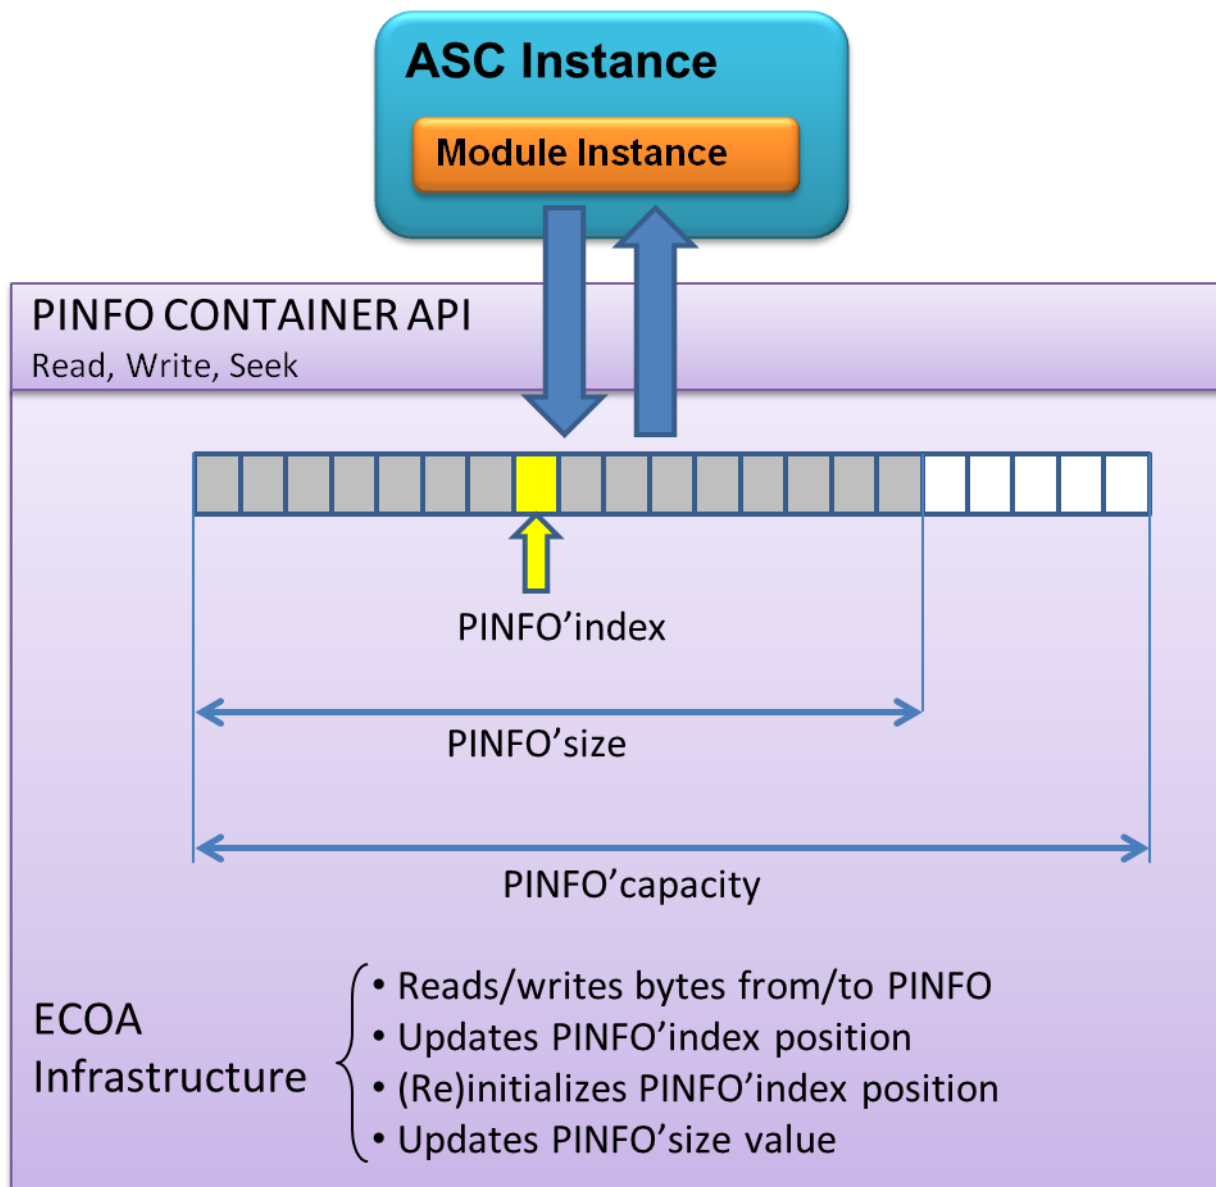 ASC Instance
Module Instance
PINFO CONTAINER API
Read, Write, Seek
PINFO’index
PINFO’size
PINFO’capacity
ECOA
Infrastructure
• Reads/writes bytes from/to PINFO
• Updates PINFO’index position
• (Re)initializes PINFO’index position
• Updates PINFO’size value